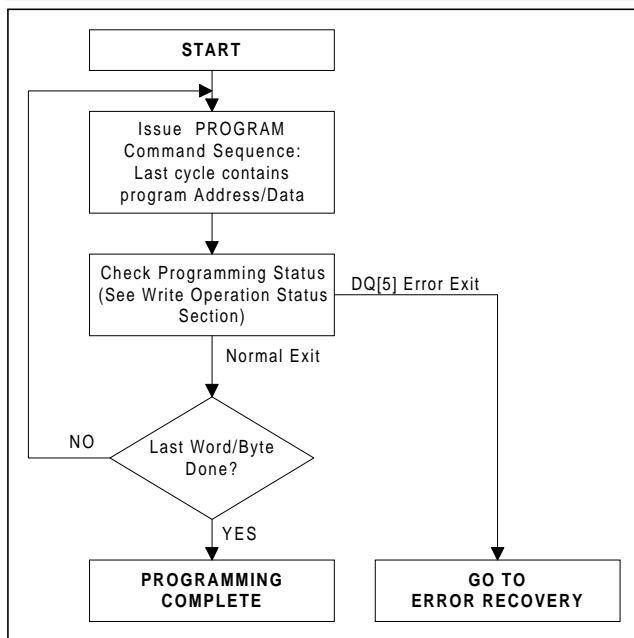 START
Issue PROGRAM
Command Sequence:
Last cycle contains
program Address/Data
Check Programming Status
(See Write Operation Status
Section)
DQ[5] Error Exit
Normal Exit
NO
Last Word/Byte
Done?
YES
PROGRAMMING
COMPLETE
GO TO
ERROR RECOVERY